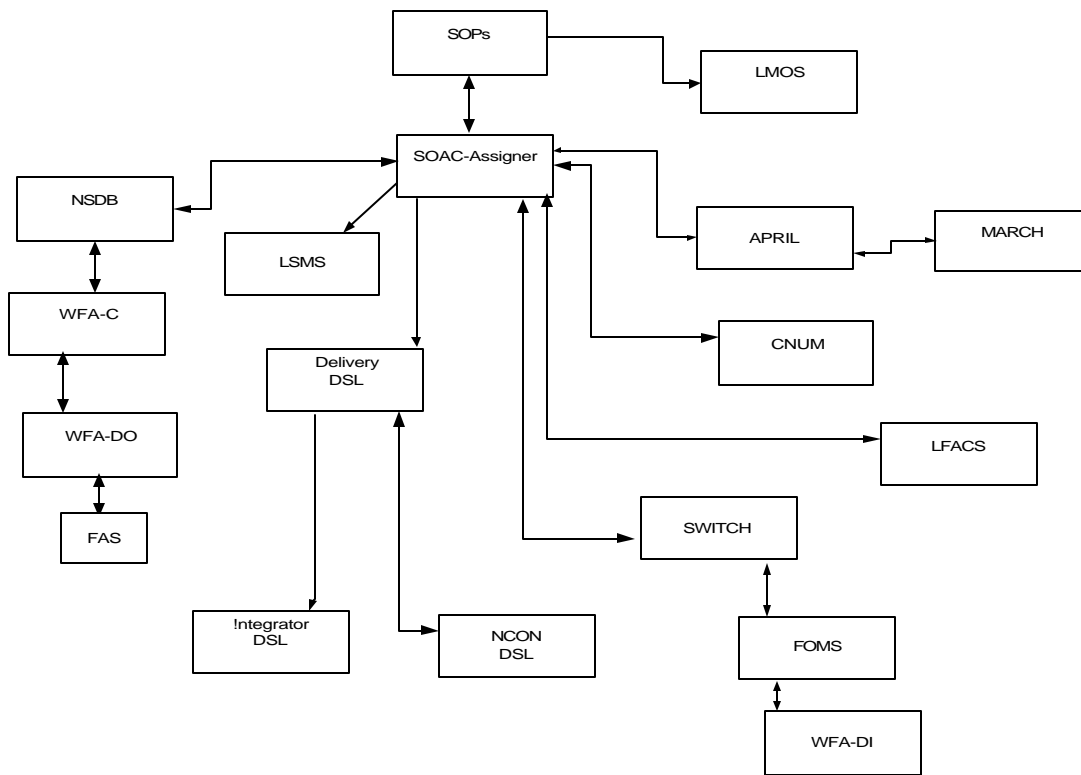 SOPs
LMOS
SOAC-Assigner
NSDB
LSMS
APRIL
MARCH
WFA-C
CNUM
Delivery
DSL
WFA-DO
LFACS
FAS
SWITCH
!ntegrator
DSL
NCON
DSL
FOMS
WFA-DI